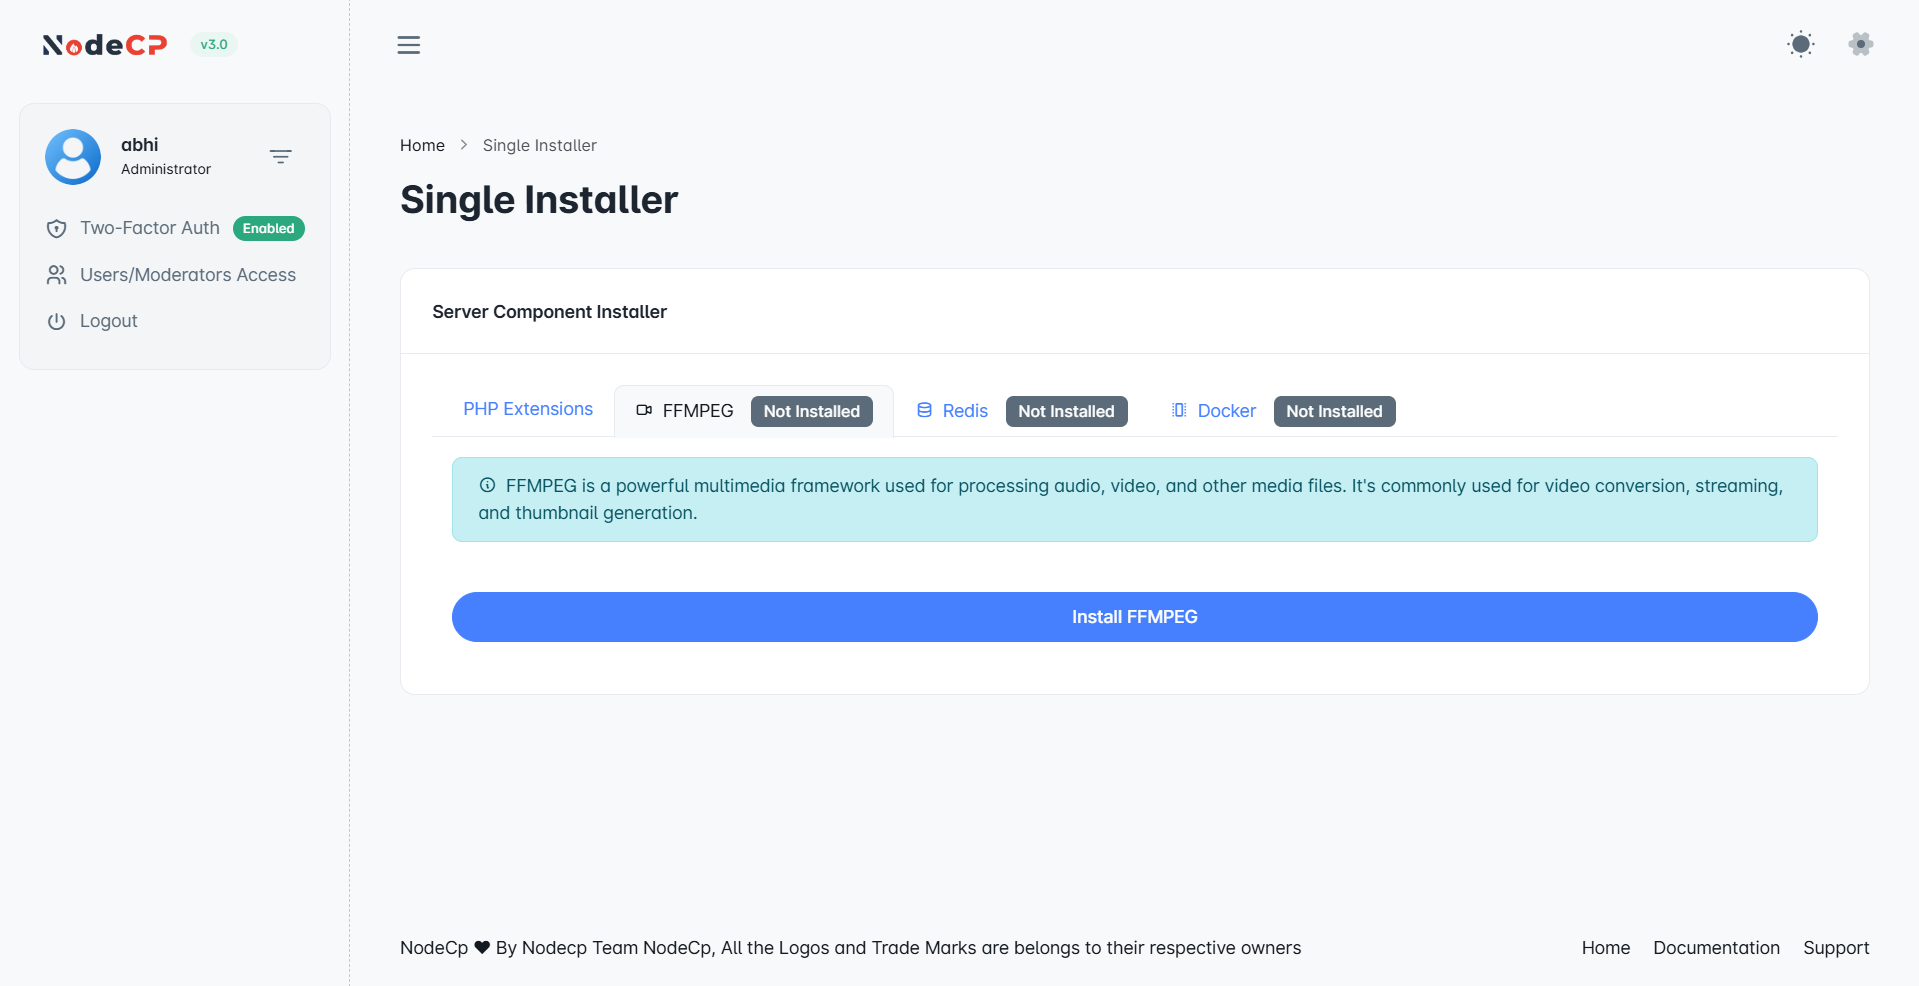 NodeCP v3.0
abhi
Administrator
Two-Factor Auth Enabled
Users/Moderators Access
Logout
Home > Single Installer
Single Installer
Server Component Installer
PHP Extensions FFMPEG Not Installed Redis Not Installed Docker Not Installed
FFMPEG is a powerful multimedia framework used for processing audio, video, and other media files. It's commonly used for video conversion, streaming,
and thumbnail generation.
Install FFMPEG
NodeCp ♥ By Nodecp Team NodeCp, All the Logos and Trade Marks are belongs to their respective owners
Home Documentation Support